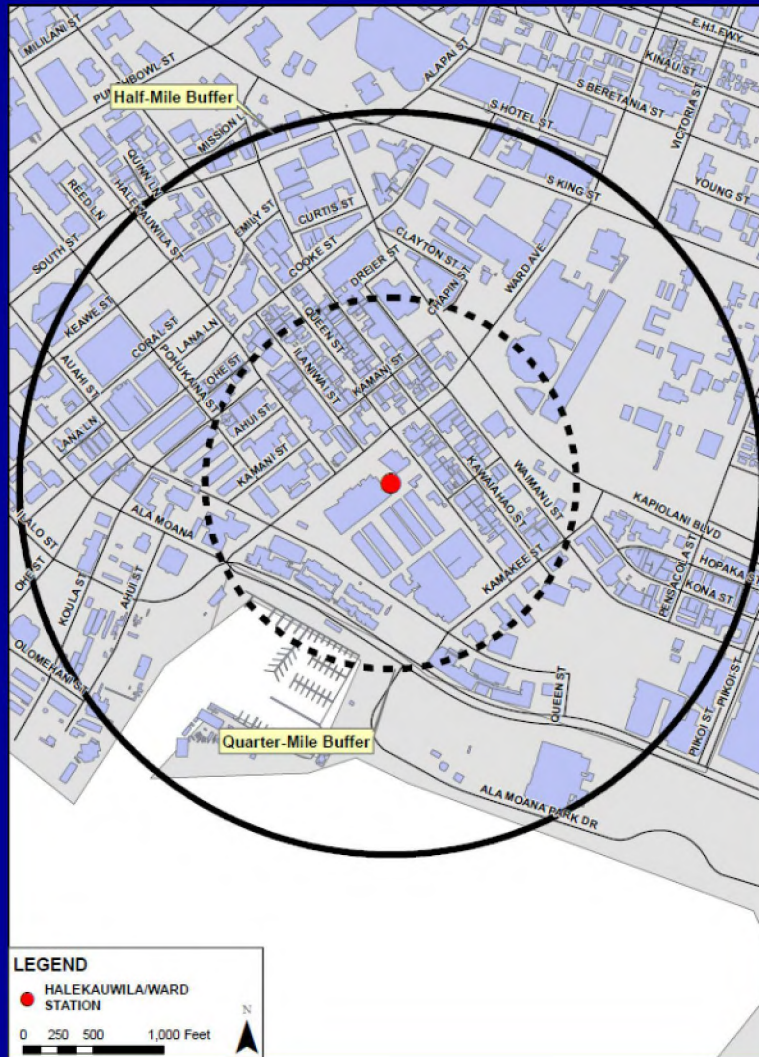 MILILANI ST
PUNCHBOWL ST
Half-Mile Buffer
MISSION L
ALAPAI ST
E H1 FWY
KINAU ST
S BERETANIA ST
S HOTEL ST
VICTORIA ST
QUINN LN
REED LN
HALEKAUWILA ST
EMILY ST
CURTIS ST
S KING ST
YOUNG ST
SOUTH ST
COOKE ST
CLAYTON ST
DREIER ST
CHAPIN ST
WARD AVE
KEAWE ST
CORAL ST
LANA LN
QUEEN ST
AUAHI ST
POHUKAINA ST
OHE ST
ILANIWAI ST
KAMANI ST
LANA LN
AHUI ST
KAMANI ST
WAIMANU ST
KAWAIAHAO ST
ALA MOANA
KAPIOLANI BLVD
ILALO ST
OHE ST
KOULA ST
AHUI ST
KAMAKEE ST
PENSACOLA ST
HOPAKA ST
KONA ST
OLOMEHANI ST
QUEEN ST
PIIKOI ST
PIIKOI ST
Quarter-Mile Buffer
ALA MOANA PARK DR
LEGEND
HALEKAUWILA/WARD
STATION
N
0 250 500 1,000 Feet